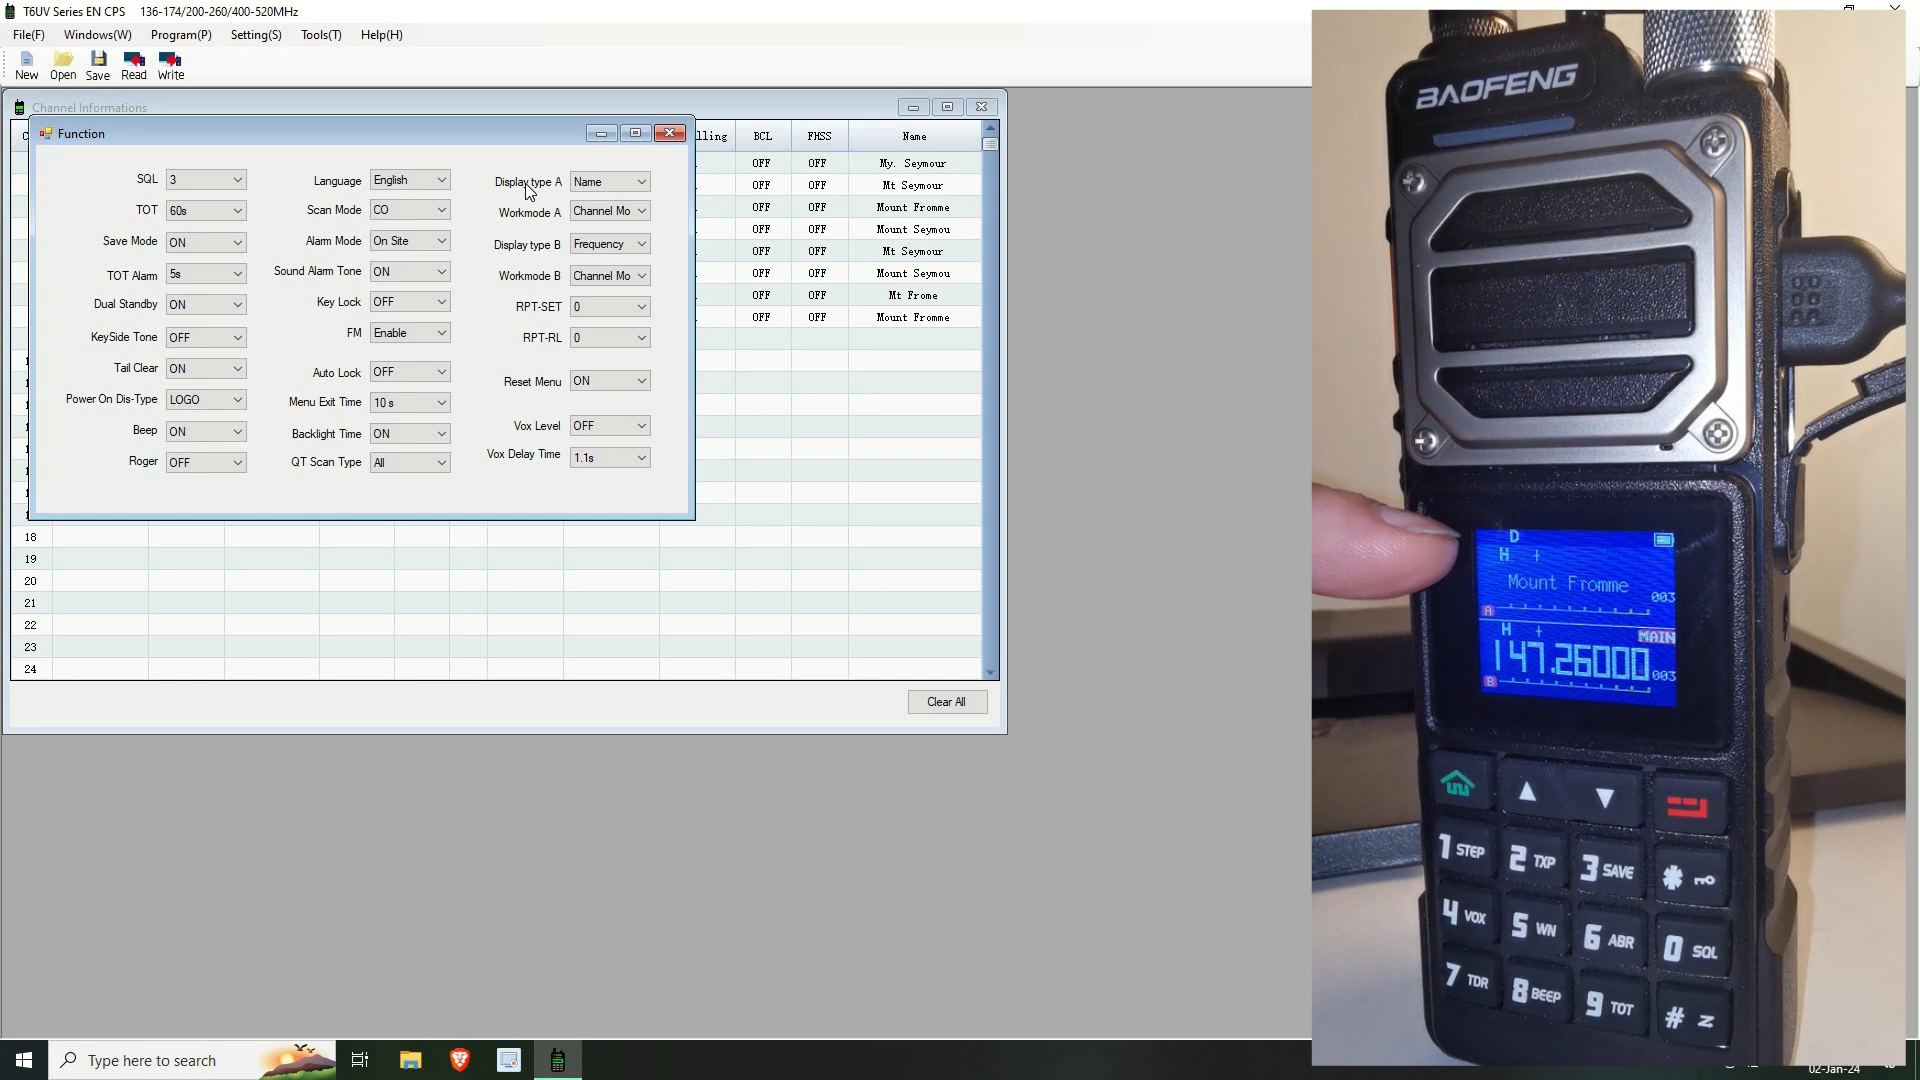 T6UV Series EN CPS 136-174/200-260/400-520MHz
File(F) Windows(W) Program(P) Setting(S) Tools(T) Help(H)
New Open Save Read Write
Channel Informations
Function
lling BCL FHSS Name
OFF OFF My. Seymour
OFF OFF Mt Seymour
OFF OFF Mount Fromme
OFF OFF Mount Seymou
OFF OFF Mt Seymour
OFF OFF Mount Seymou
OFF OFF Mt Frome
OFF OFF Mount Fromme
SQL 3
TOT 60s
Save Mode ON
TOT Alarm 5s
Dual Standby ON
KeySide Tone OFF
Tail Clear ON
Power On Dis-Type LOGO
Beep ON
Roger OFF
Language English
Scan Mode CO
Alarm Mode On Site
Sound Alarm Tone ON
Key Lock OFF
FM Enable
Auto Lock OFF
Menu Exit Time 10 s
Backlight Time ON
QT Scan Type All
Display type A Name
Workmode A Channel Mo
Display type B Frequency
Workmode B Channel Mo
RPT-SET 0
RPT-RL 0
Reset Menu ON
Vox Level OFF
Vox Delay Time 1.1s
18
19
20
21
22
23
24
Clear All
Type here to search
02-Jan-24
BAOFENG
D
H +
Mount Fromme
003
A
H + MAIN
147.26000 003
B
1 STEP 2 TXP 3 SAVE *
4 VOX 5 WN 6 ABR 0 SQL
7 TDR 8 BEEP 9 TOT # Z